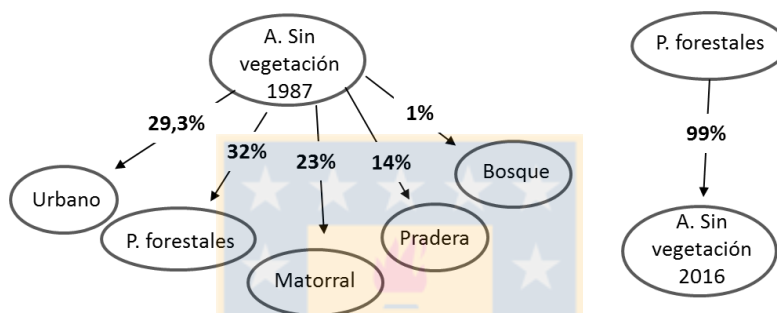 A. Sin
vegetación
1987
P. forestales
29,3%
32%
23%
14%
1%
99%
Urbano
P. forestales
Matorral
Pradera
Bosque
A. Sin
vegetación
2016